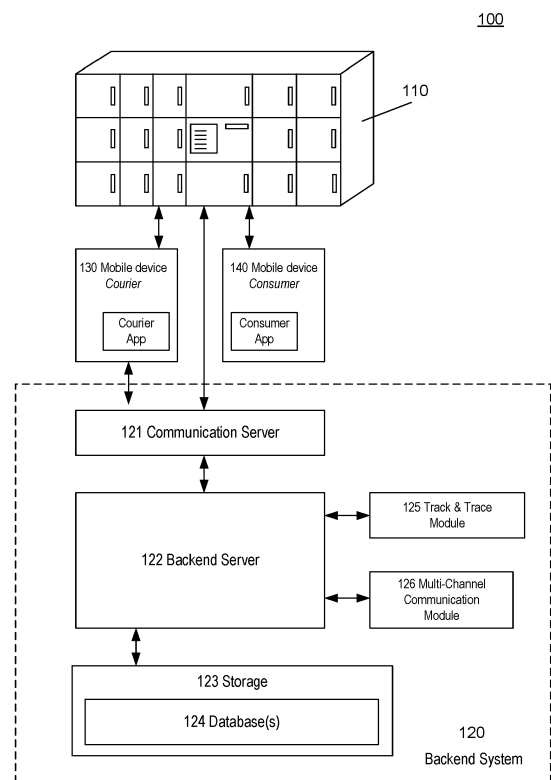 100
110
130 Mobile device
Courier
Courier
App
140 Mobile device
Consumer
Consumer
App
121 Communication Server
122 Backend Server
125 Track & Trace
Module
126 Multi-Channel
Communication
Module
123 Storage
124 Database(s)
120
Backend System